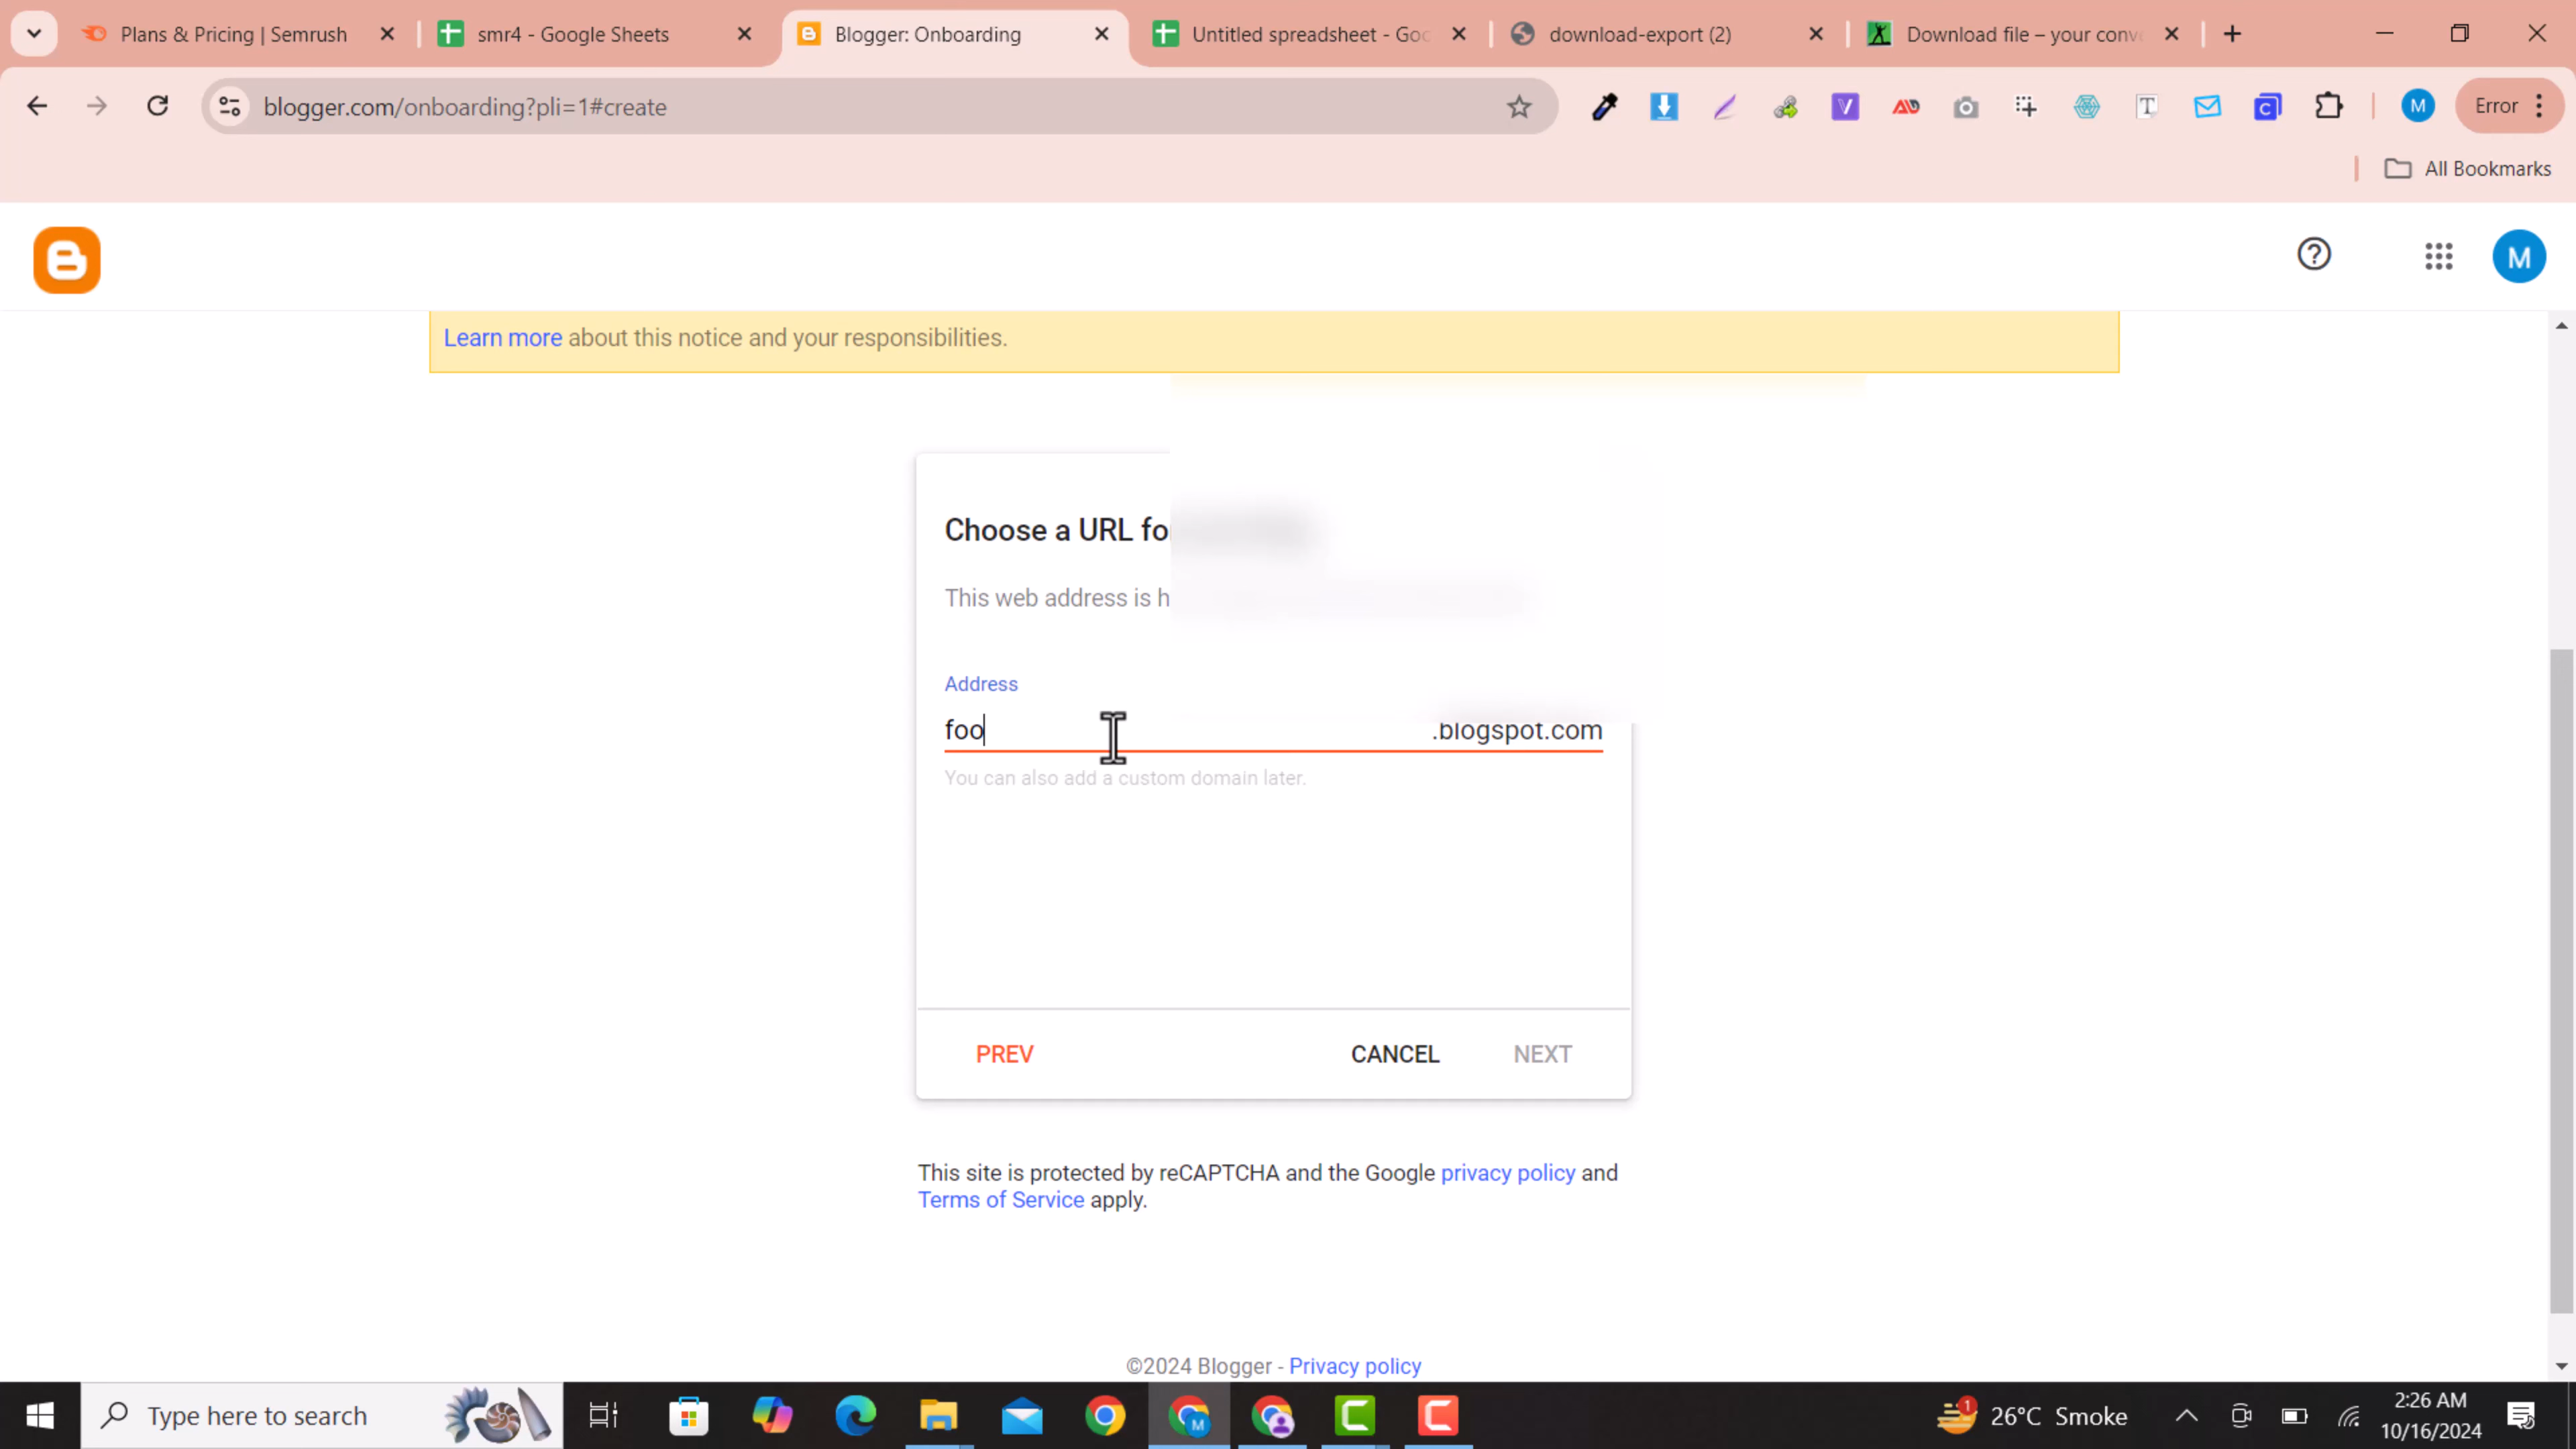 Plans & Pricing | Semrush
smr4 - Google Sheets
Blogger: Onboarding
Untitled spreadsheet - Goo
download-export (2)
Download file – your conv
blogger.com/onboarding?pli=1#create
M
Error
All Bookmarks
M
Learn more about this notice and your responsibilities.
Choose a URL fo
This web address is h
Address
foo
.blogspot.com
You can also add a custom domain later.
PREV
CANCEL
NEXT
This site is protected by reCAPTCHA and the Google privacy policy and
Terms of Service apply.
©2024 Blogger - Privacy policy
Type here to search
1
26°C Smoke
2:26 AM
10/16/2024